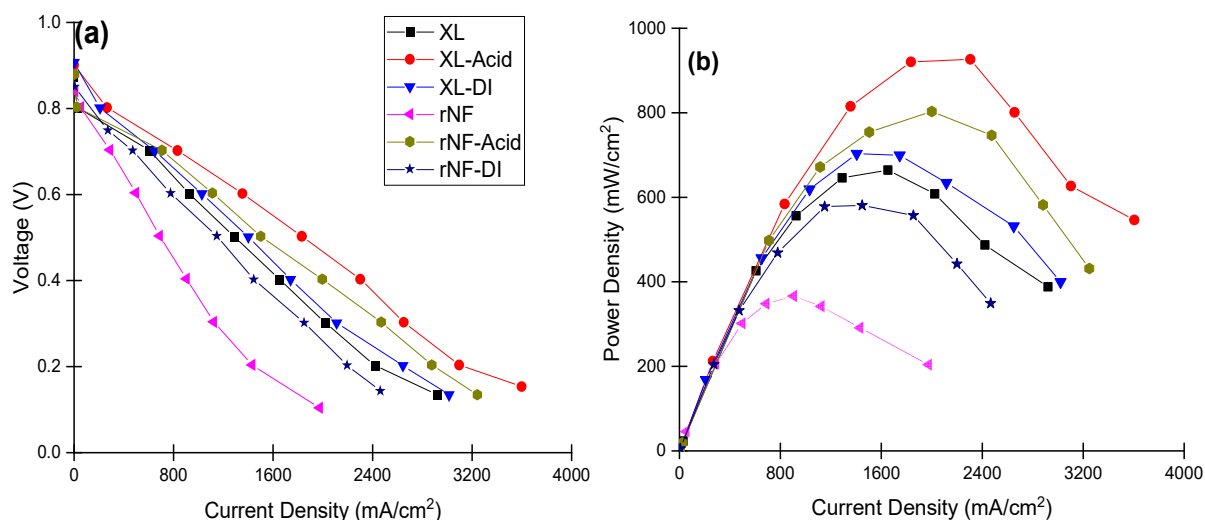 (a)
XL
XL-Acid
XL-DI
rNF
rNF-Acid
rNF-DI
Voltage (V)
1.0
0.8
0.6
0.4
0.2
0.0
0
800
1600
2400
3200
4000
Current Density (mA/cm²)
(b)
Power Density (mW/cm²)
1000
800
600
400
200
0
0
800
1600
2400
3200
4000
Current Density (mA/cm²)